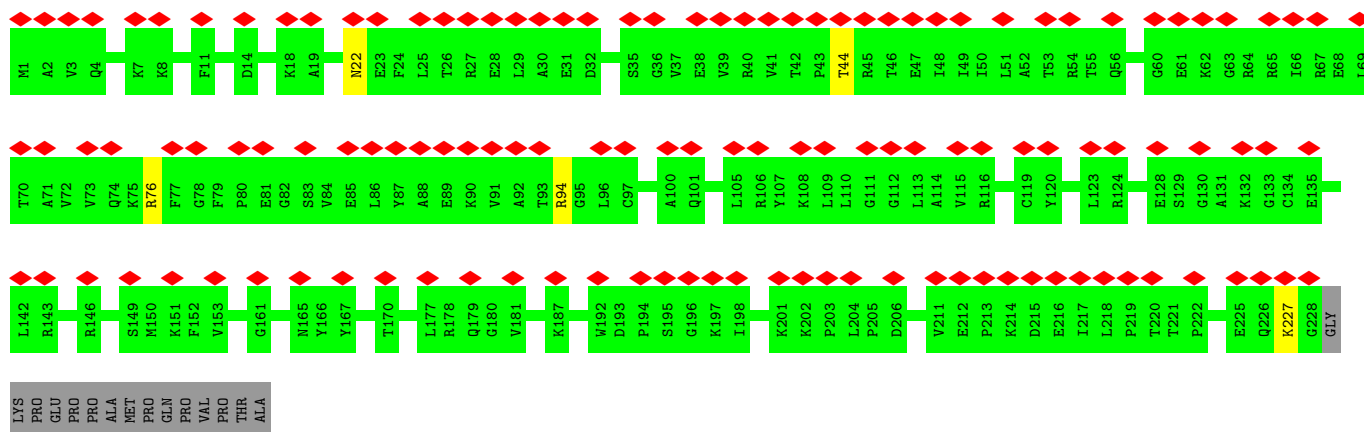 M1 A2 V3 Q4 K7 K8 F11 D14 K18 A19 N22 E23 F24 L25 T26 R27 E28 L29 A30 E31 D32 S35 G36 V37 E38 V39 R40 V41 T42 P43 T44 R45 T46 E47 I48 I49 I50 L51 A52 T53 R54 T55 Q56 G60 E61 K62 G63 R64 R65 I66 R67 E68 L69
T70 A71 V72 V73 Q74 K75 R76 F77 G78 F79 P80 E81 G82 S83 V84 E85 L86 Y87 A88 E89 K90 V91 A92 T93 R94 G95 L96 C97 A100 Q101 L105 R106 Y107 K108 L109 L110 G111 G112 L113 A114 V115 R116 C119 Y120 L123 R124 E128 S129 G130 A131 K132 G133 C134 E135
L142 R143 R146 S149 M150 K151 F152 V153 G161 N165 Y166 Y167 T170 L177 R178 Q179 G180 V181 K187 W192 D193 P194 S195 G196 K197 I198 K201 K202 P203 L204 P205 D206 V211 E212 P213 K214 D215 E216 I217 L218 P219 T220 T221 P222 E225 Q226 K227 G228 GLY
LYS PRO GLU PRO PRO ALA MET PRO GLN PRO VAL PRO THR ALA